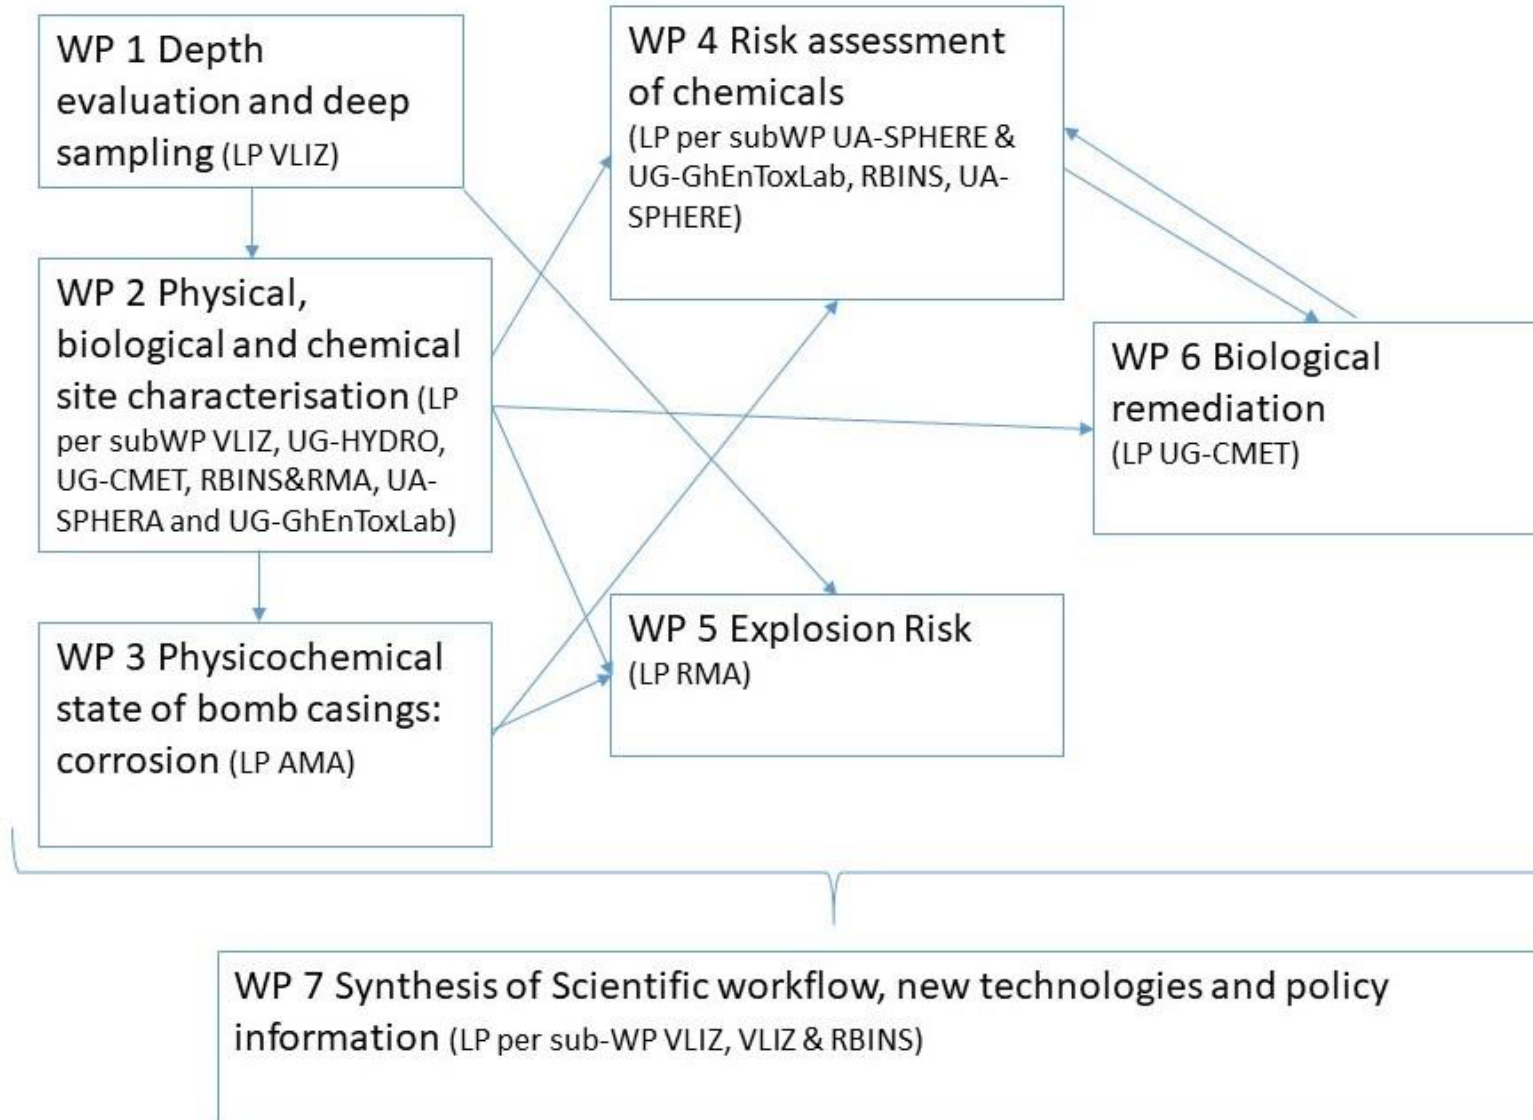 WP 1 Depth
evaluation and deep
sampling (LP VLIZ)
WP 2 Physical,
biological and chemical
site characterisation (LP
per subWP VLIZ, UG-HYDRO,
UG-CMET, RBINS&RMA, UA-
SPHERA and UG-GhEnToxLab)
WP 3 Physicochemical
state of bomb casings:
corrosion (LP AMA)
WP 4 Risk assessment
of chemicals
(LP per subWP UA-SPHERE &
UG-GhEnToxLab, RBINS, UA-
SPHERE)
WP 5 Explosion Risk
(LP RMA)
WP 6 Biological
remediation
(LP UG-CMET)
WP 7 Synthesis of Scientific workflow, new technologies and policy
information (LP per sub-WP VLIZ, VLIZ & RBINS)